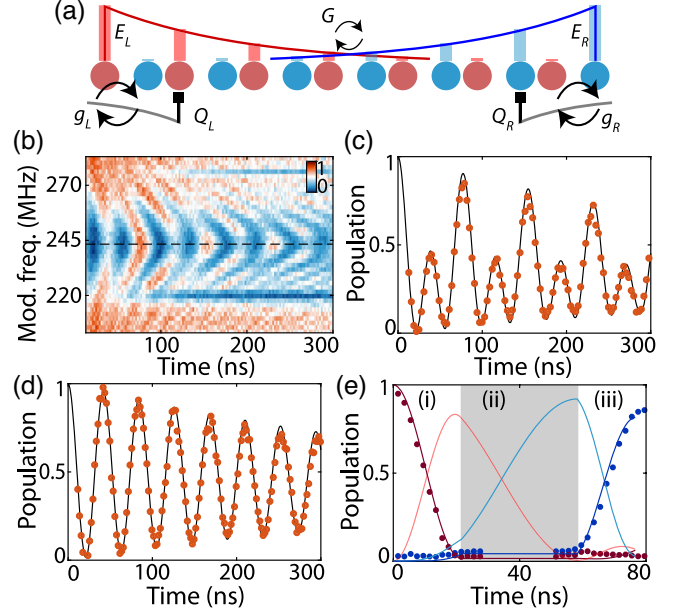 (a)
G
E_L
E_R
g_L
Q_L
Q_R
g_R
(b)
1
0
270
245
220
Mod. freq. (MHz)
100
200
300
Time (ns)
(c)
1
0.5
0
Population
0
100
200
300
Time (ns)
(d)
1
0.5
0
Population
0
100
200
300
Time (ns)
(e)
(i)
(ii)
(iii)
1
0.5
0
Population
0
40
80
Time (ns)